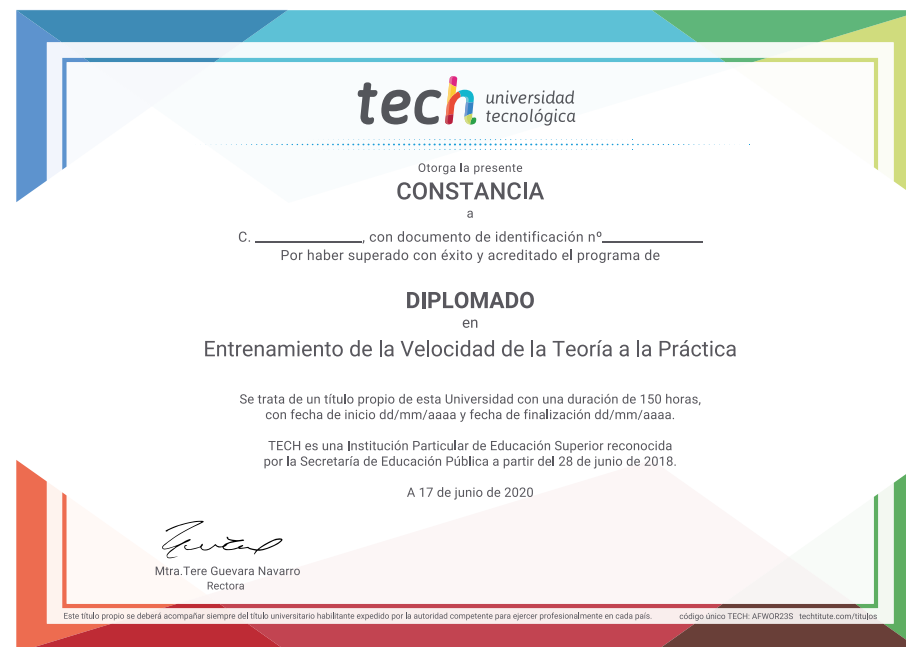 tech universidad
tecnológica
Otorga la presente
CONSTANCIA
a
C. ____________, con documento de identificación nº____________
Por haber superado con éxito y acreditado el programa de
DIPLOMADO
en
Entrenamiento de la Velocidad de la Teoría a la Práctica
Se trata de un título propio de esta Universidad con una duración de 150 horas,
con fecha de inicio dd/mm/aaaa y fecha de finalización dd/mm/aaaa.
TECH es una Institución Particular de Educación Superior reconocida
por la Secretaría de Educación Pública a partir del 28 de junio de 2018.
A 17 de junio de 2020
Mtra.Tere Guevara Navarro
Rectora
Este título propio se deberá acompañar siempre del título universitario habilitante expedido por la autoridad competente para ejercer profesionalmente en cada país. código único TECH: AFWOR23S techtitute.com/titulos